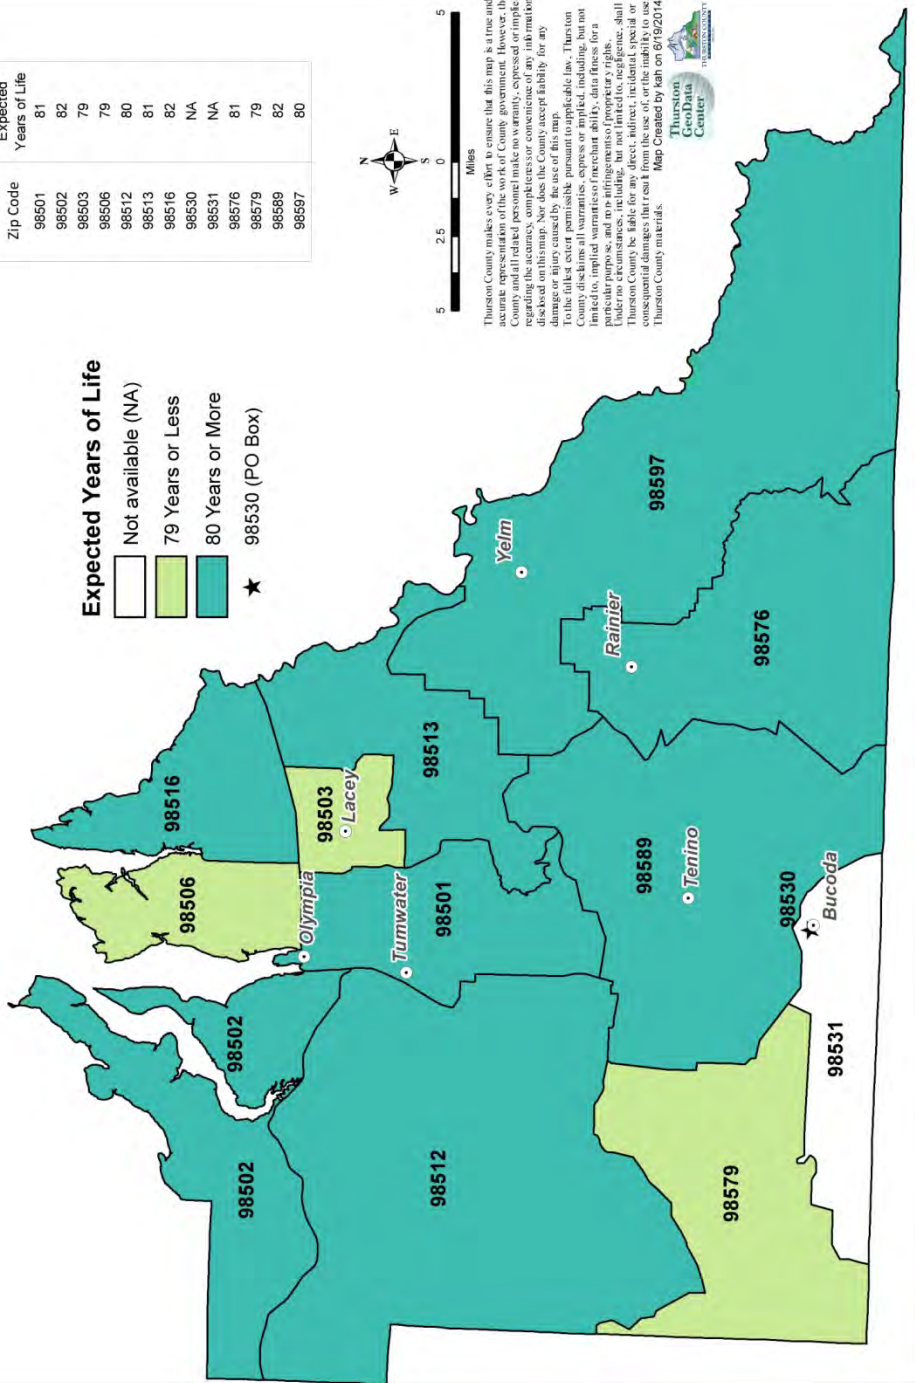 Expected
Zip Code Years of Life
98501 81
98502 82
98503 79
98506 79
98512 80
98513 81
98516 82
98530 NA
98531 NA
98576 81
98579 79
98589 82
98597 80
Expected Years of Life
Not available (NA)
79 Years or Less
80 Years or More
98530 (PO Box)
N
W E
S
5 2.5 0 5
Miles
Thurston County makes every effort to ensure that this map is a true and
accurate representation of the work of County government. However, th
County and all related personnel make no warranty, expressed or implie
regarding the accuracy, completeness or convenience of any information
disclosed on this map. Nor does the County accept liability for any
damage or injury caused by the use of this map.
To the fullest extent permissible pursuant to applicable law, Thurston
County disclaims all warranties, express or implied, including, but not
limited to, implied warranties of merchantability, data fitness for a
particular purpose, and non-infringements of proprietary rights.
Under no circumstances, including, but not limited to, negligence, shall
Thurston County be liable for any direct, indirect, incidental, special or
consequential damages that result from the use of, or the inability to use
Thurston County materials.
Map Created by kah on 6/19/2014
Thurston
GeoData
Center
THURSTON COUNTY
98516
98506
98502
98502
98503
Lacey
Olympia
98513
Tumwater
98501
98512
Yelm
98597
Rainier
98576
98589
Tenino
98530
Bucoda
98579
98531